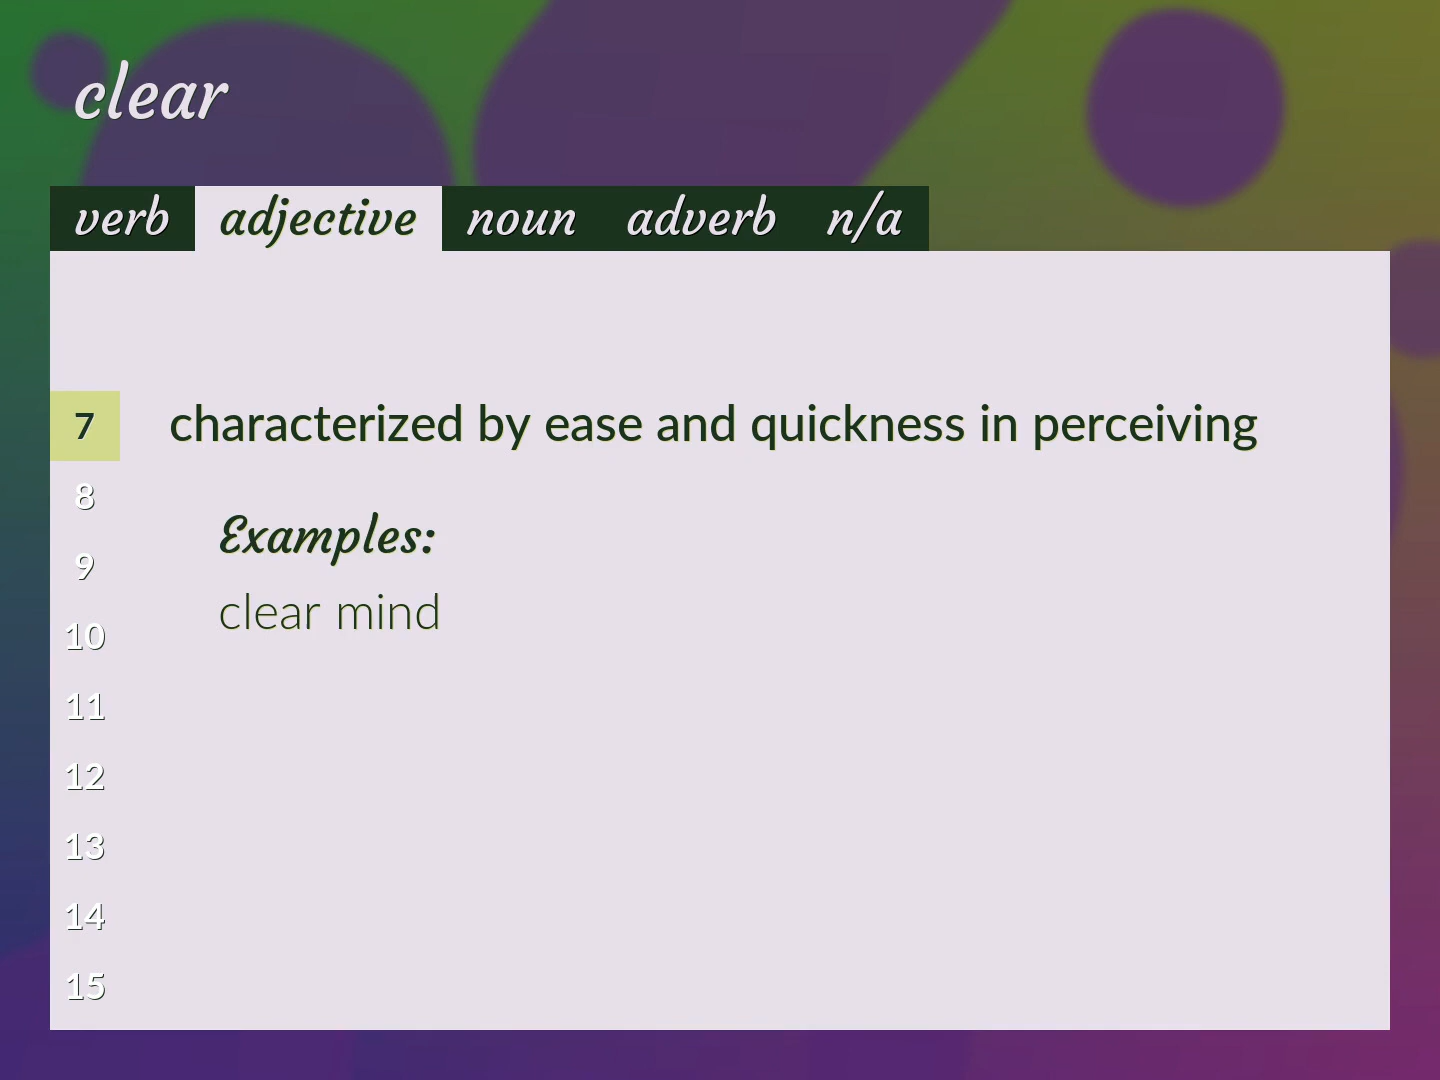 clear
verb adjective noun adverb n/a
7 characterized by ease and quickness in perceiving
8
Examples:
9
clear mind
10
11
12
13
14
15